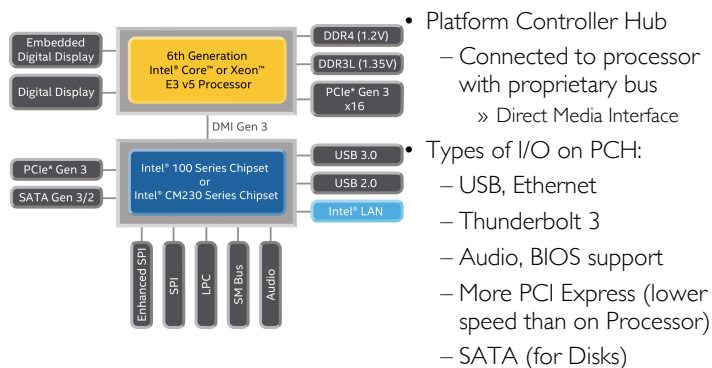 Embedded
Digital Display
Digital Display
6th Generation
Intel® Core™ or Xeon™
E3 v5 Processor
DDR4 (1.2V)
DDR3L (1.35V)
PCIe* Gen 3
x16
DMI Gen 3
PCIe* Gen 3
SATA Gen 3/2
Intel® 100 Series Chipset
or
Intel® CM230 Series Chipset
USB 3.0
USB 2.0
Intel® LAN
Enhanced SPI
SPI
LPC
SM Bus
Audio
• Platform Controller Hub
– Connected to processor
with proprietary bus
» Direct Media Interface
• Types of I/O on PCH:
– USB, Ethernet
– Thunderbolt 3
– Audio, BIOS support
– More PCI Express (lower
speed than on Processor)
– SATA (for Disks)